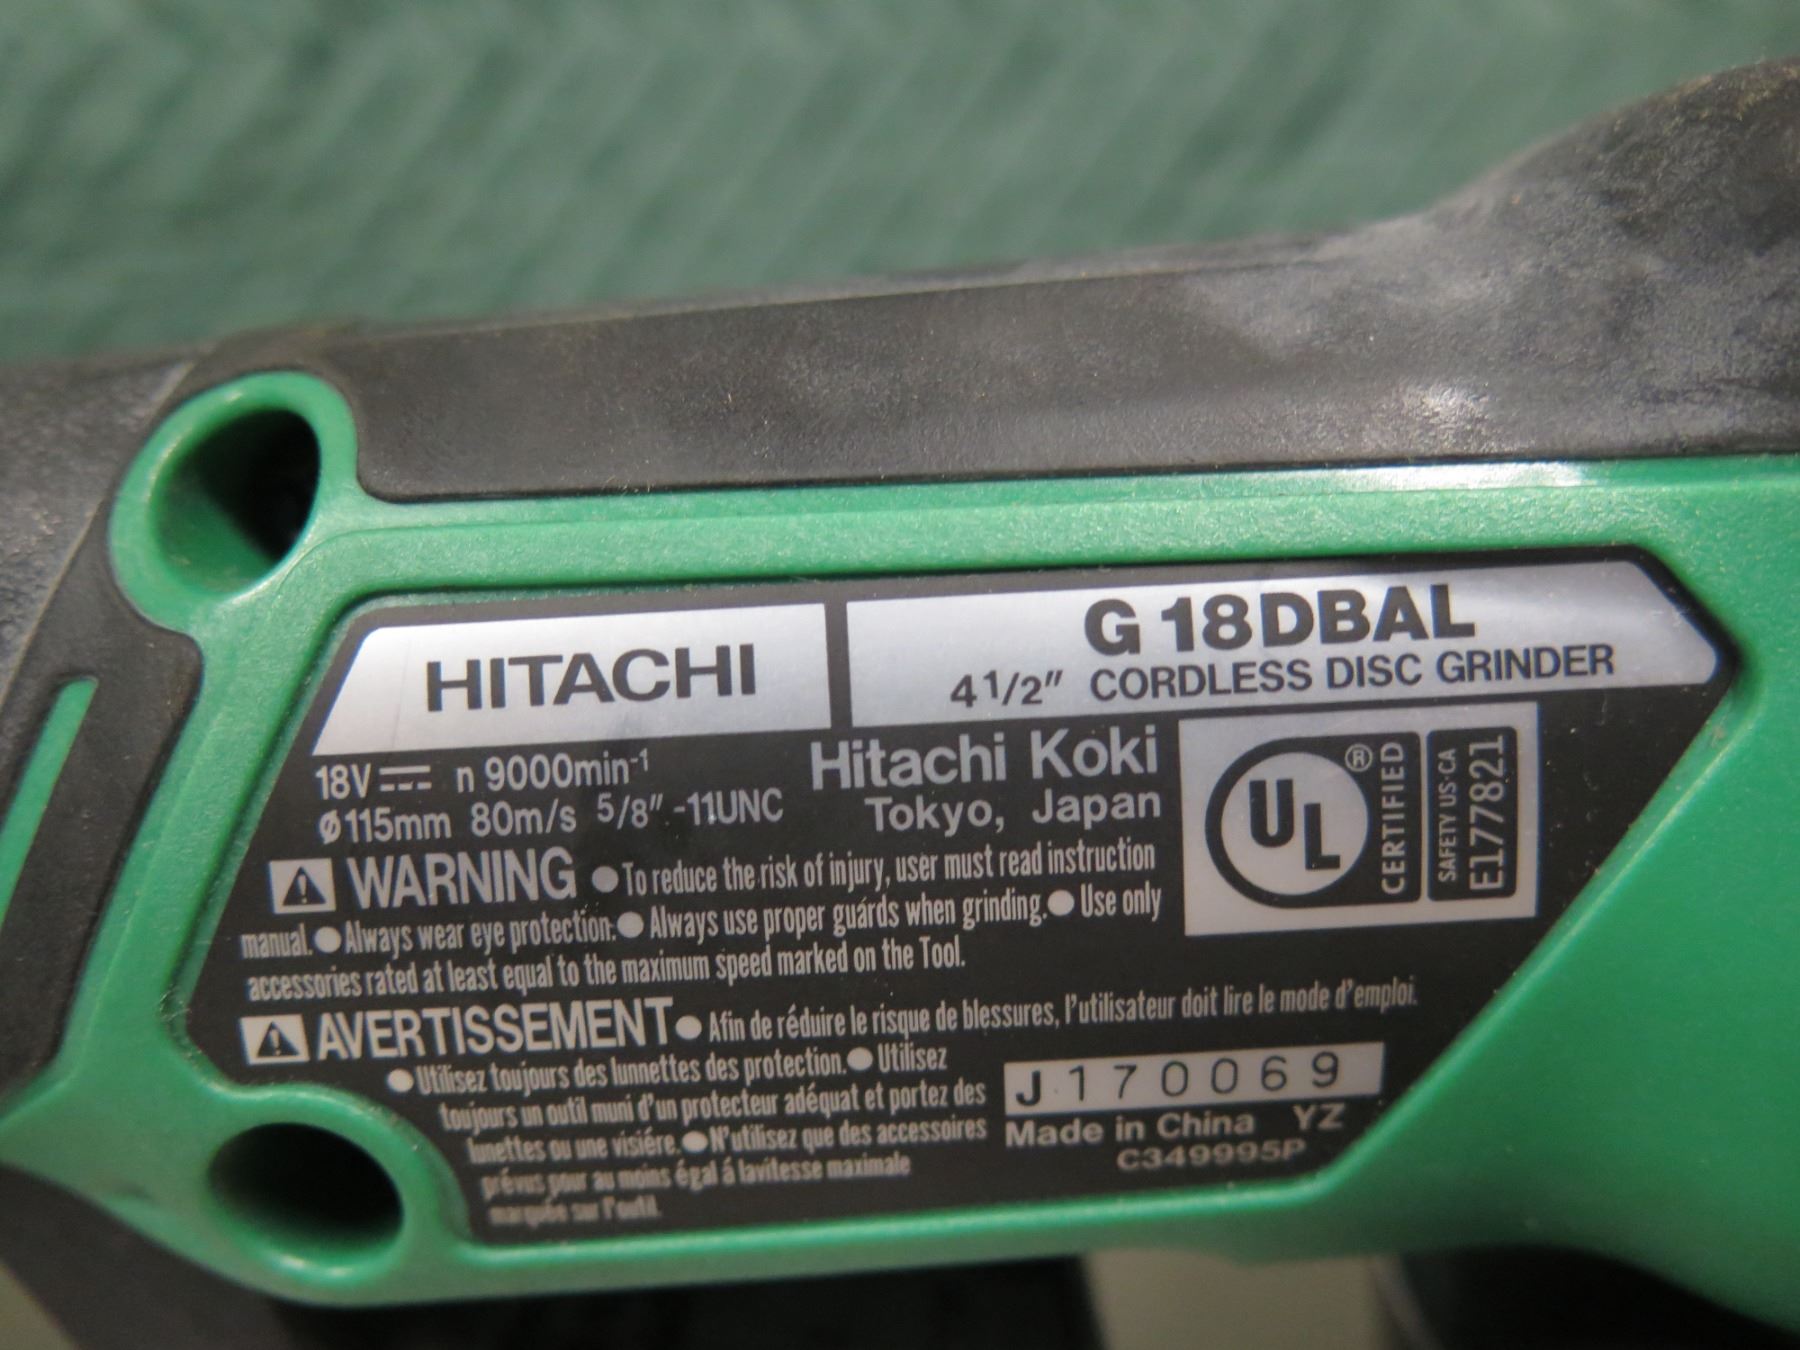 HITACHI
G 18DBAL
4 1/2" CORDLESS DISC GRINDER
18V n 9000min-1
Ø115mm 80m/s 5/8"-11UNC
Hitachi Koki
Tokyo, Japan
UL ® CERTIFIED
SAFETY US·CA
E177821
WARNING ●To reduce the risk of injury, user must read instruction
manual. ●Always wear eye protection. ●Always use proper guards when grinding. ●Use only
accessories rated at least equal to the maximum speed marked on the Tool.
AVERTISSEMENT ●Afin de réduire le risque de blessures, l'utilisateur doit lire le mode d'emploi.
●Utilisez toujours des lunnettes des protection. ●Utilisez
toujours un outil muni d'un protecteur adéquat et portez des
lunettes ou une visiére. ●N'utilisez que des accessoires
prévus pour au moins égal á lavitesse maximale
marquée sur l'outil.
J 170069
Made in China YZ
C349995P